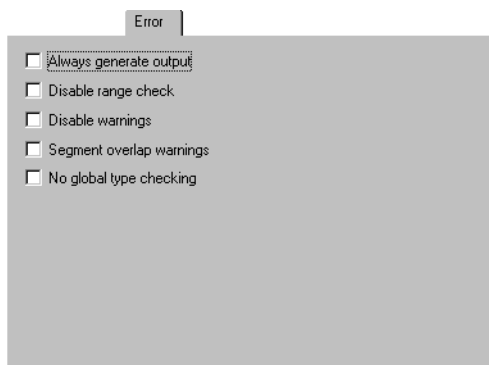 Error
Always generate output
Disable range check
Disable warnings
Segment overlap warnings
No global type checking